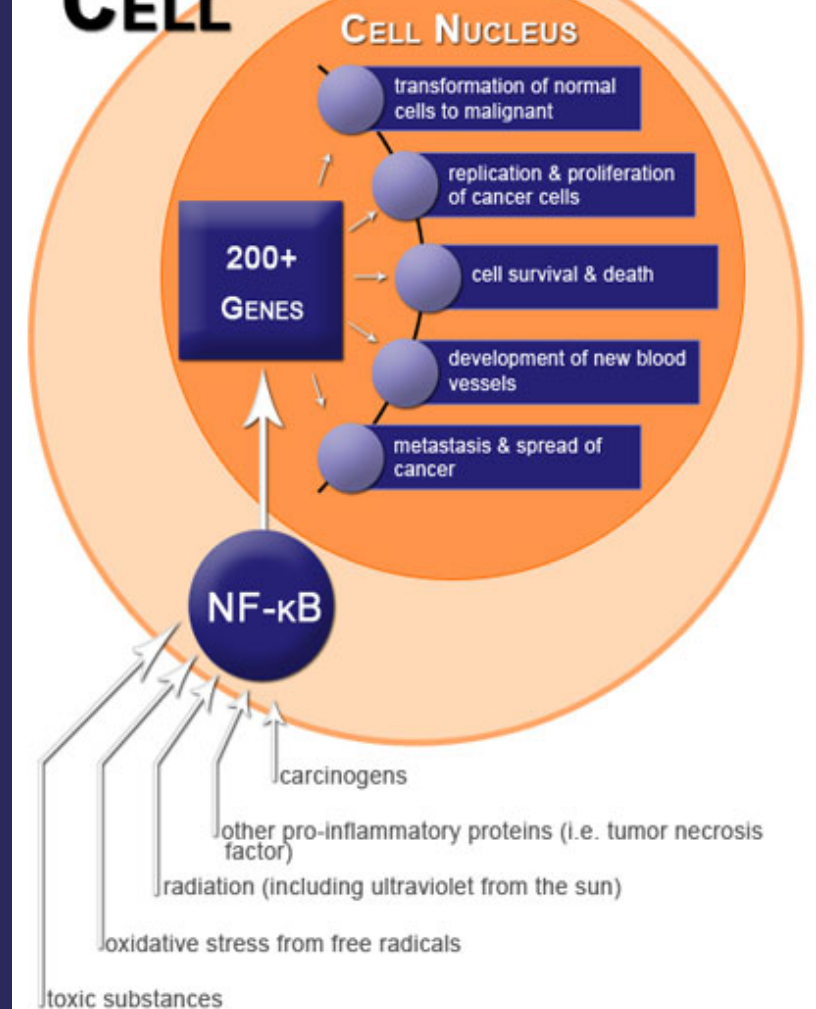 CELL
CELL NUCLEUS
transformation of normal
cells to malignant
replication & proliferation
of cancer cells
200+
GENES
cell survival & death
development of new blood
vessels
metastasis & spread of
cancer
NF-κB
carcinogens
other pro-inflammatory proteins (i.e. tumor necrosis
factor)
radiation (including ultraviolet from the sun)
oxidative stress from free radicals
toxic substances